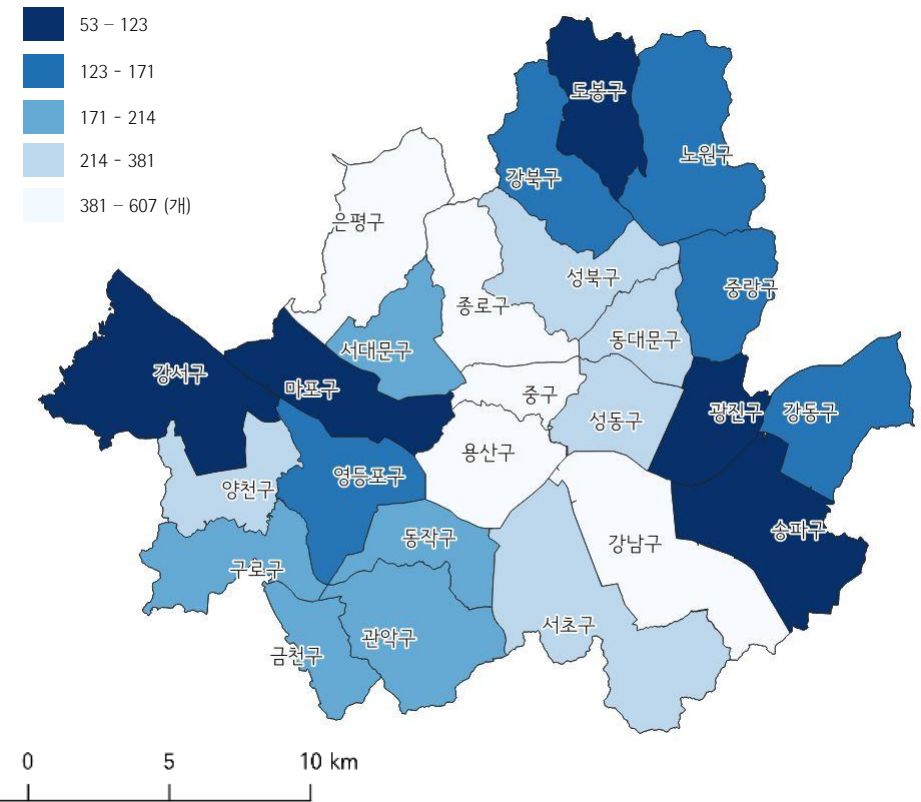 53 – 123
123 - 171
171 - 214
214 - 381
381 – 607 (개)
도봉구
노원구
강북구
은평구
성북구
중랑구
종로구
동대문구
서대문구
강서구
마포구
중구
광진구
강동구
성동구
용산구
영등포구
양천구
송파구
동작구
강남구
구로구
서초구
관악구
금천구
0 5 10 km